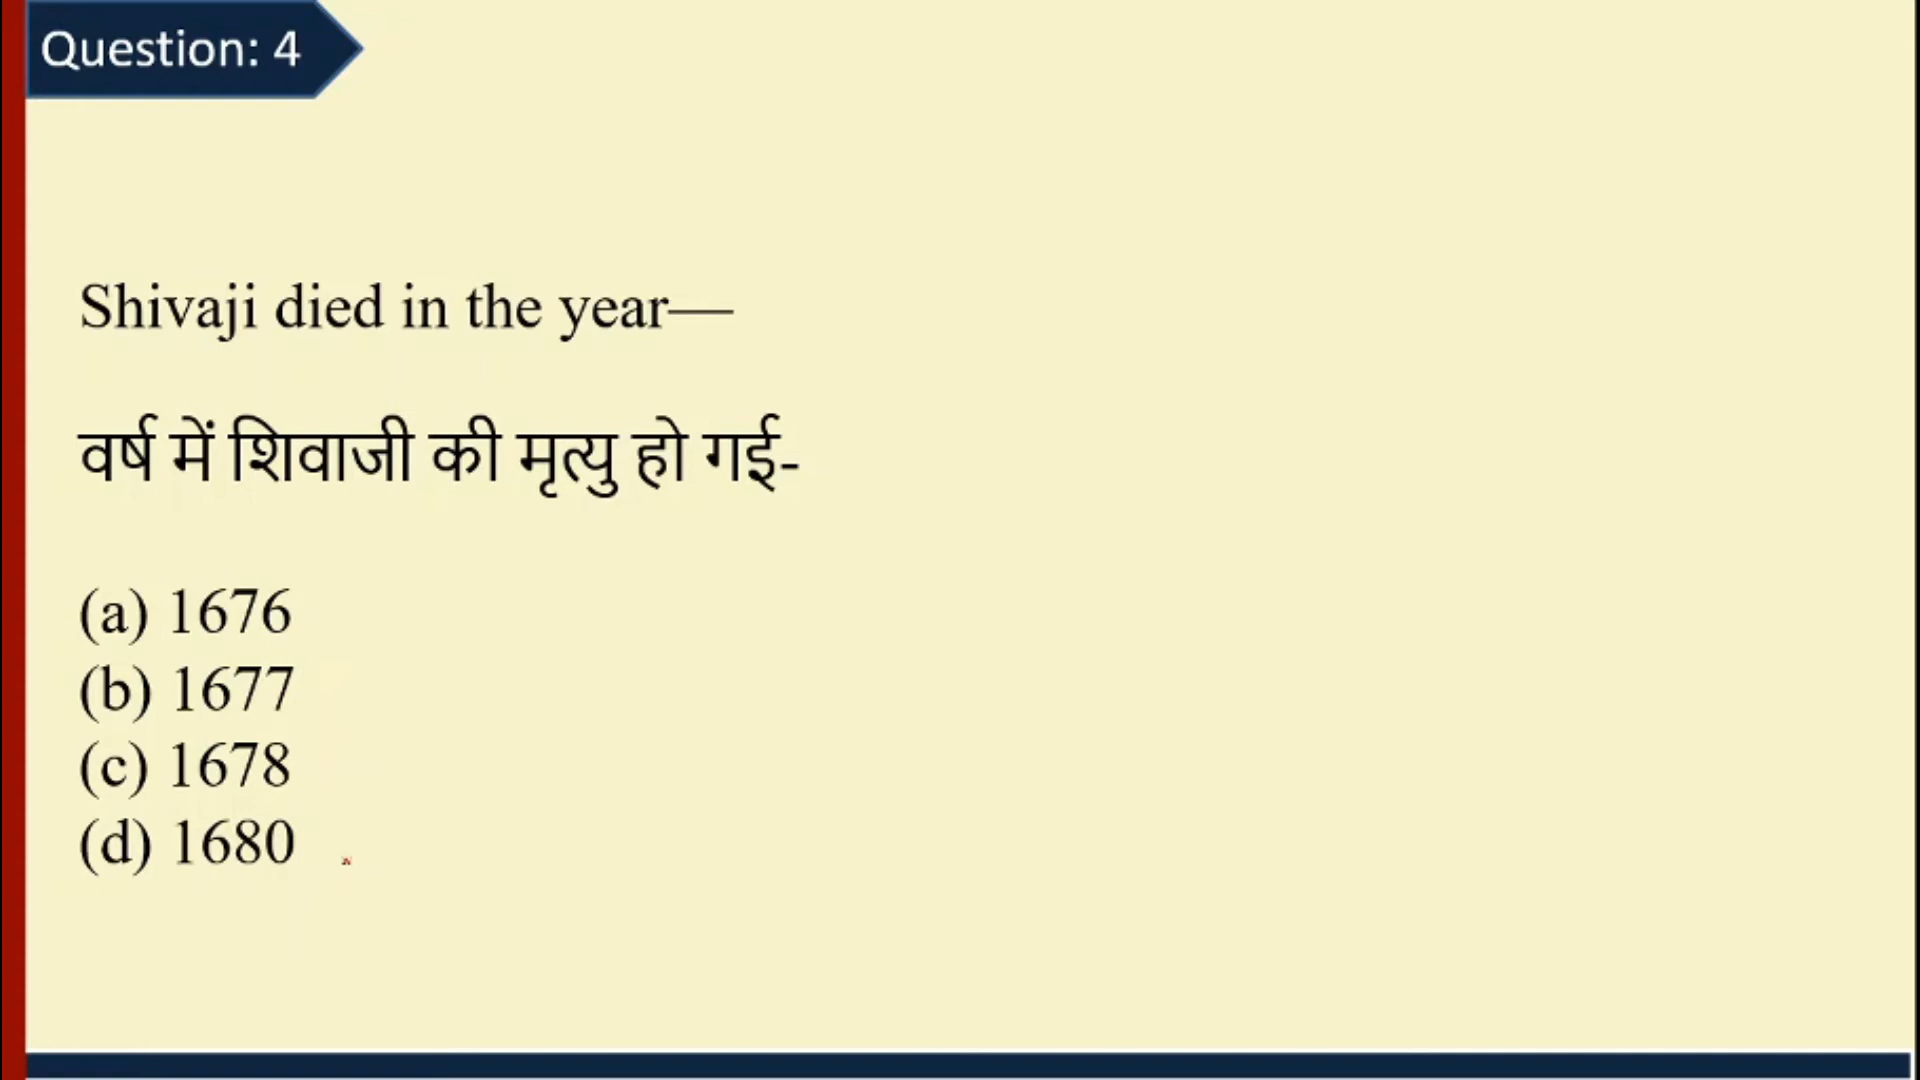 Question: 4
Shivaji died in the year—
वर्ष में शिवाजी की मृत्यु हो गई-
(a) 1676
(b) 1677
(c) 1678
(d) 1680